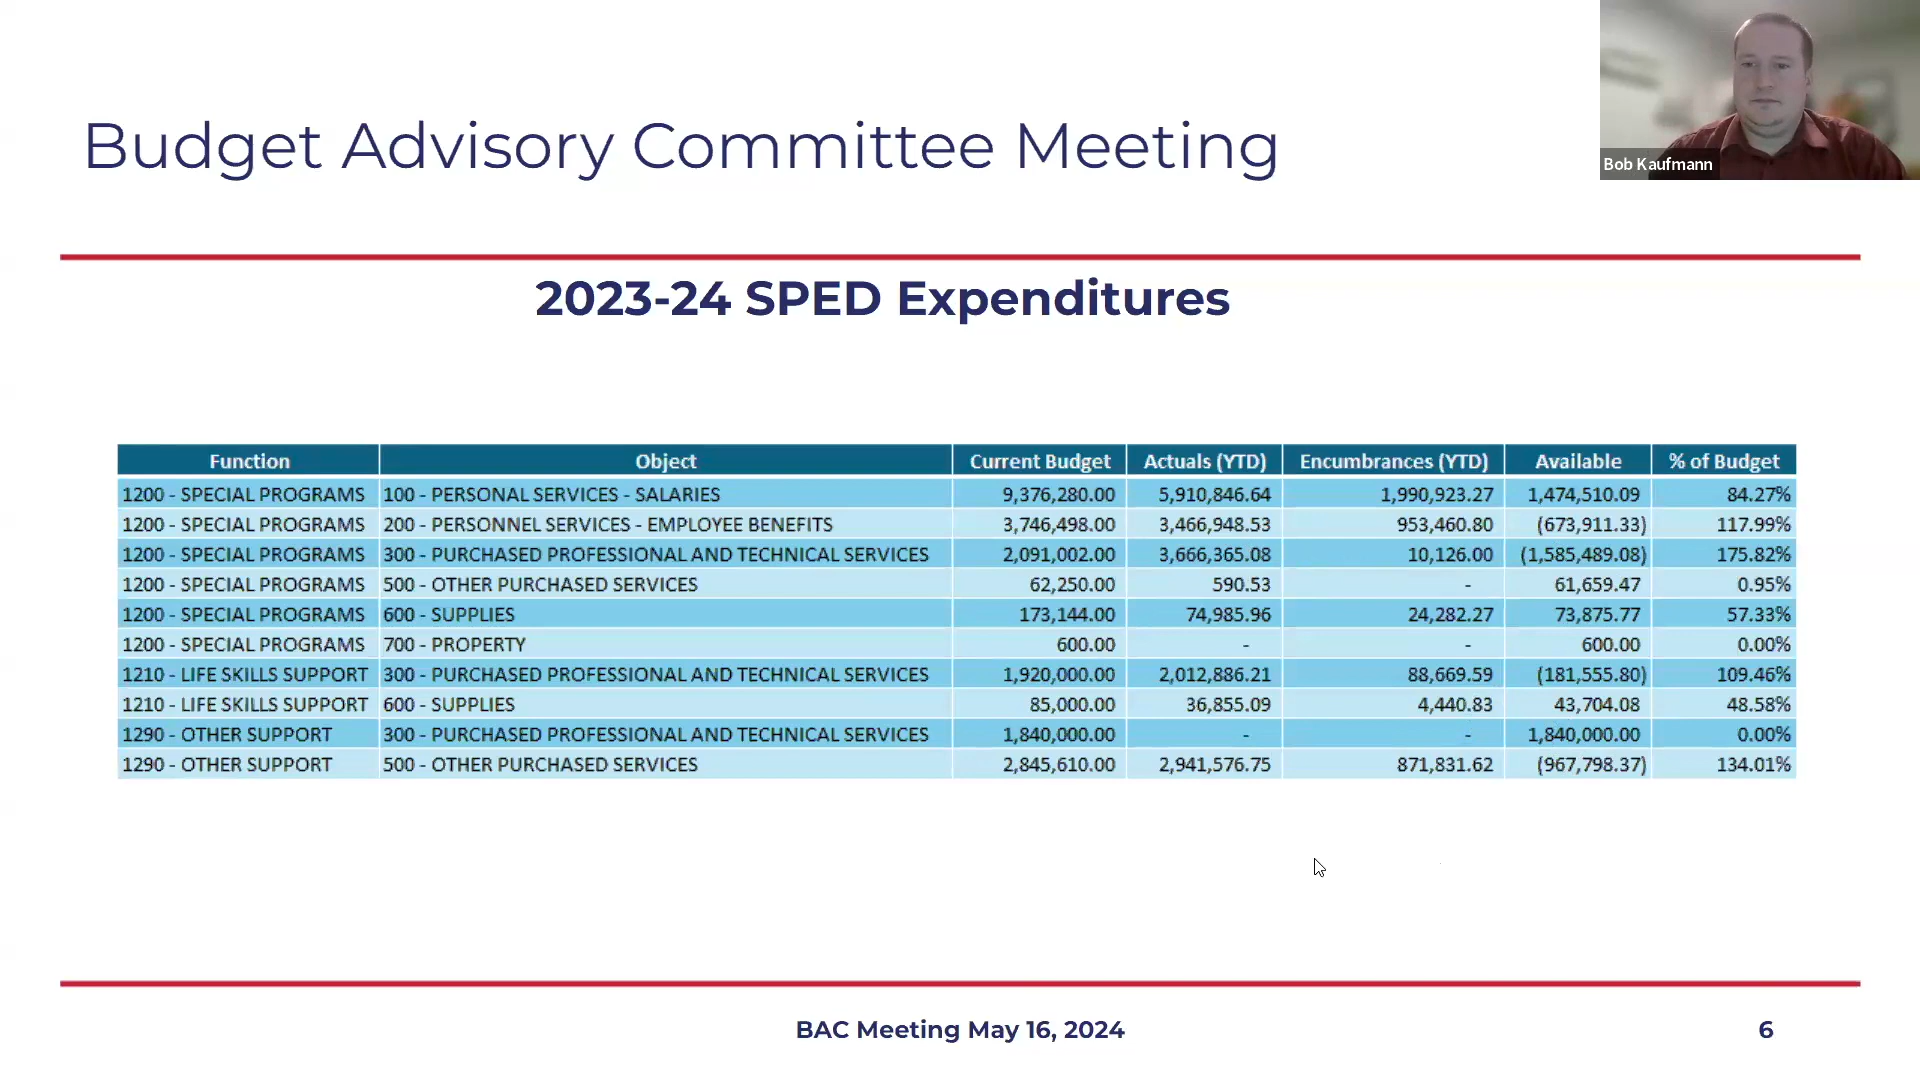 Bob Kaufmann
Budget Advisory Committee Meeting
2023-24 SPED Expenditures
Function Object Current Budget Actuals (YTD) Encumbrances (YTD) Available % of Budget
1200 - SPECIAL PROGRAMS 100 - PERSONAL SERVICES - SALARIES 9,376,280.00 5,910,846.64 1,990,923.27 1,474,510.09 84.27%
1200 - SPECIAL PROGRAMS 200 - PERSONNEL SERVICES - EMPLOYEE BENEFITS 3,746,498.00 3,466,948.53 953,460.80 (673,911.33) 117.99%
1200 - SPECIAL PROGRAMS 300 - PURCHASED PROFESSIONAL AND TECHNICAL SERVICES 2,091,002.00 3,666,365.08 10,126.00 (1,585,489.08) 175.82%
1200 - SPECIAL PROGRAMS 500 - OTHER PURCHASED SERVICES 62,250.00 590.53 - 61,659.47 0.95%
1200 - SPECIAL PROGRAMS 600 - SUPPLIES 173,144.00 74,985.96 24,282.27 73,875.77 57.33%
1200 - SPECIAL PROGRAMS 700 - PROPERTY 600.00 - - 600.00 0.00%
1210 - LIFE SKILLS SUPPORT 300 - PURCHASED PROFESSIONAL AND TECHNICAL SERVICES 1,920,000.00 2,012,886.21 88,669.59 (181,555.80) 109.46%
1210 - LIFE SKILLS SUPPORT 600 - SUPPLIES 85,000.00 36,855.09 4,440.83 43,704.08 48.58%
1290 - OTHER SUPPORT 300 - PURCHASED PROFESSIONAL AND TECHNICAL SERVICES 1,840,000.00 - - 1,840,000.00 0.00%
1290 - OTHER SUPPORT 500 - OTHER PURCHASED SERVICES 2,845,610.00 2,941,576.75 871,831.62 (967,798.37) 134.01%
BAC Meeting May 16, 2024 6